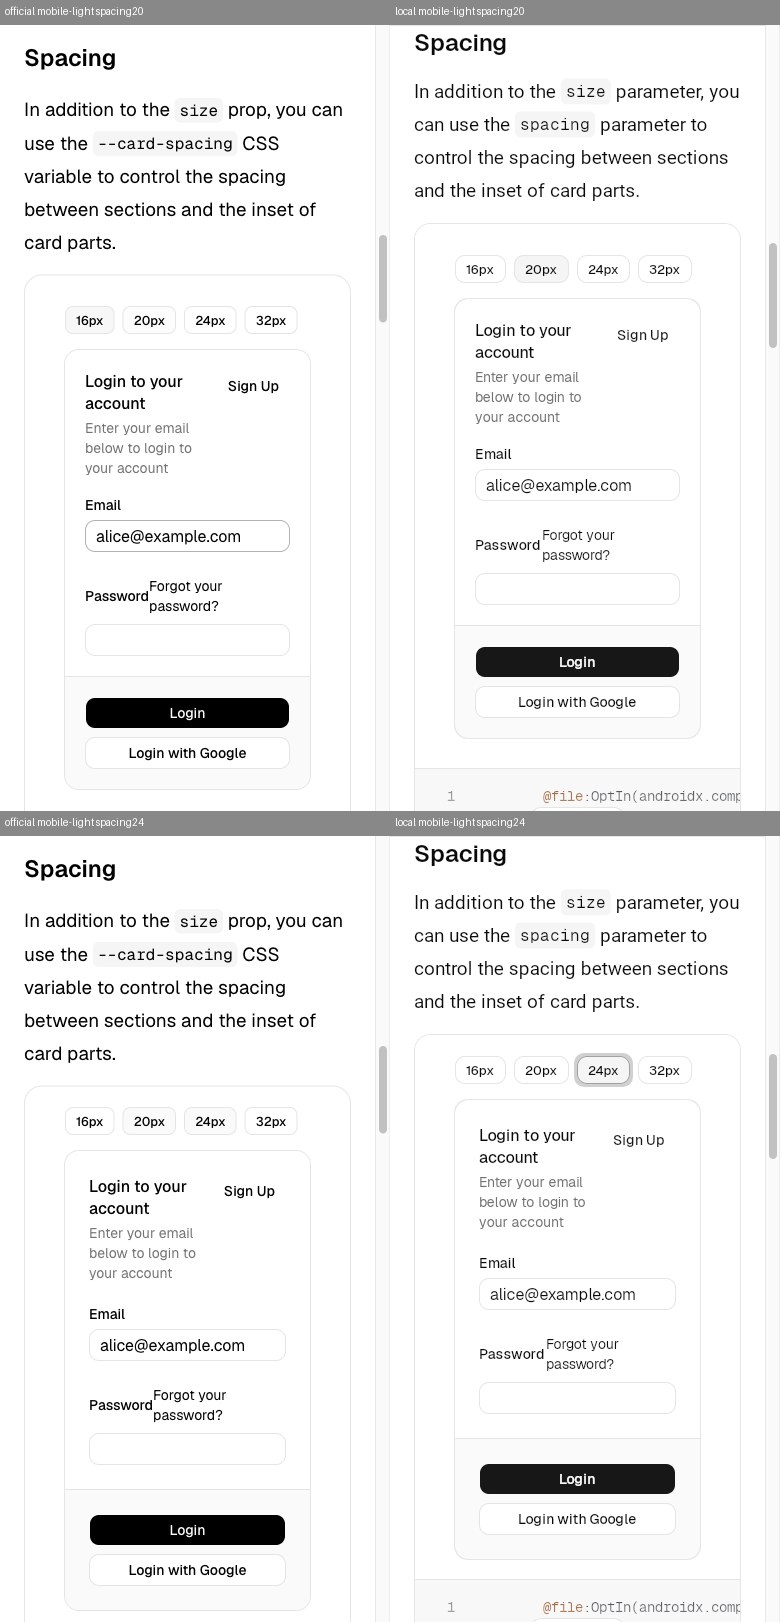 official mobile-light spacing20
Spacing
In addition to the size prop, you can
use the --card-spacing CSS
variable to control the spacing
between sections and the inset of
card parts.
16px 20px 24px 32px
Login to your
account
Sign Up
Enter your email
below to login to
your account
Email
alice@example.com
Password
Forgot your
password?
Login
Login with Google
local mobile-light spacing20
Spacing
In addition to the size parameter, you
can use the spacing parameter to
control the spacing between sections
and the inset of card parts.
16px 20px 24px 32px
Login to your
account
Sign Up
Enter your email
below to login to
your account
Email
alice@example.com
Password
Forgot your
password?
Login
Login with Google
1 @file:OptIn(androidx.comp
official mobile-light spacing24
Spacing
In addition to the size prop, you can
use the --card-spacing CSS
variable to control the spacing
between sections and the inset of
card parts.
16px 20px 24px 32px
Login to your
account
Sign Up
Enter your email
below to login to
your account
Email
alice@example.com
Password
Forgot your
password?
Login
Login with Google
local mobile-light spacing24
Spacing
In addition to the size parameter, you
can use the spacing parameter to
control the spacing between sections
and the inset of card parts.
16px 20px 24px 32px
Login to your
account
Sign Up
Enter your email
below to login to
your account
Email
alice@example.com
Password
Forgot your
password?
Login
Login with Google
1 @file:OptIn(androidx.comp